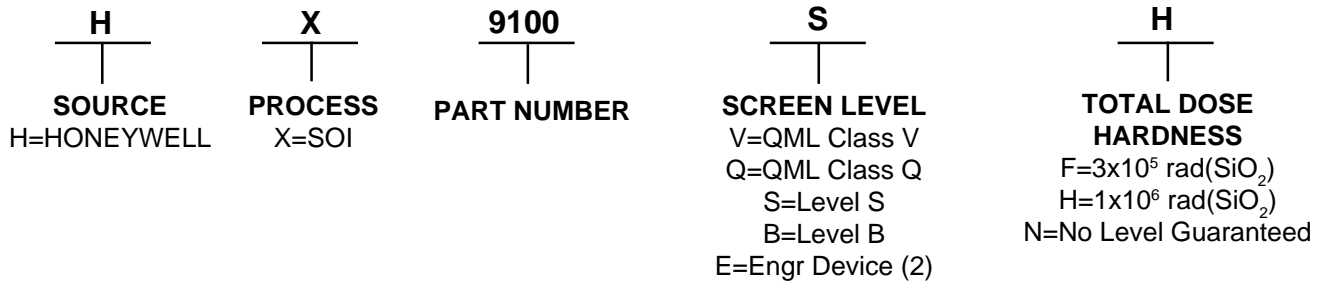 H X 9100 S H
SOURCE PROCESS PART NUMBER SCREEN LEVEL TOTAL DOSE
H=HONEYWELL X=SOI V=QML Class V HARDNESS
Q=QML Class Q F=3x10⁵ rad(SiO₂)
S=Level S H=1x10⁶ rad(SiO₂)
B=Level B N=No Level Guaranteed
E=Engr Device (2)